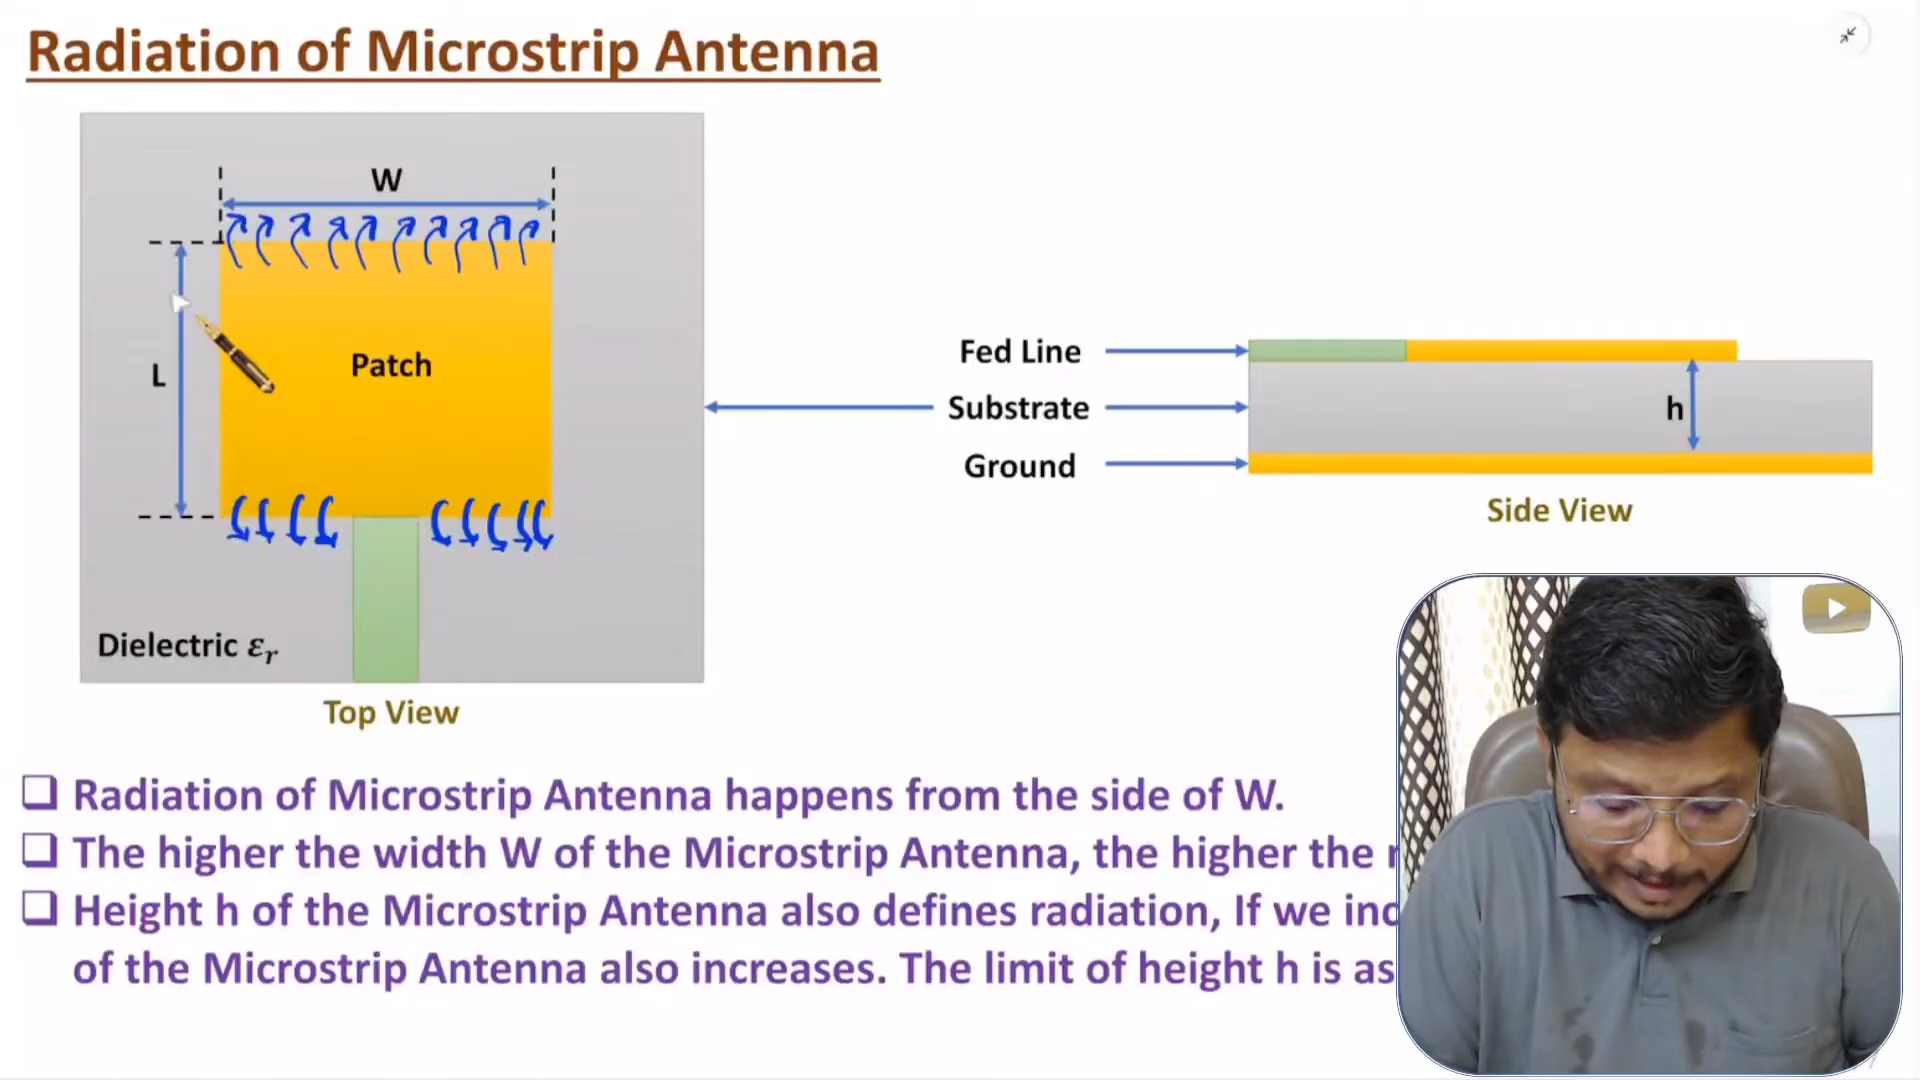 Radiation of Microstrip Antenna
W
L
Patch
Dielectric εr
Top View
Fed Line
Substrate
Ground
h
Side View
❑ Radiation of Microstrip Antenna happens from the side of W.
❑ The higher the width W of the Microstrip Antenna, the higher the
❑ Height h of the Microstrip Antenna also defines radiation, If we
of the Microstrip Antenna also increases. The limit of height h is as